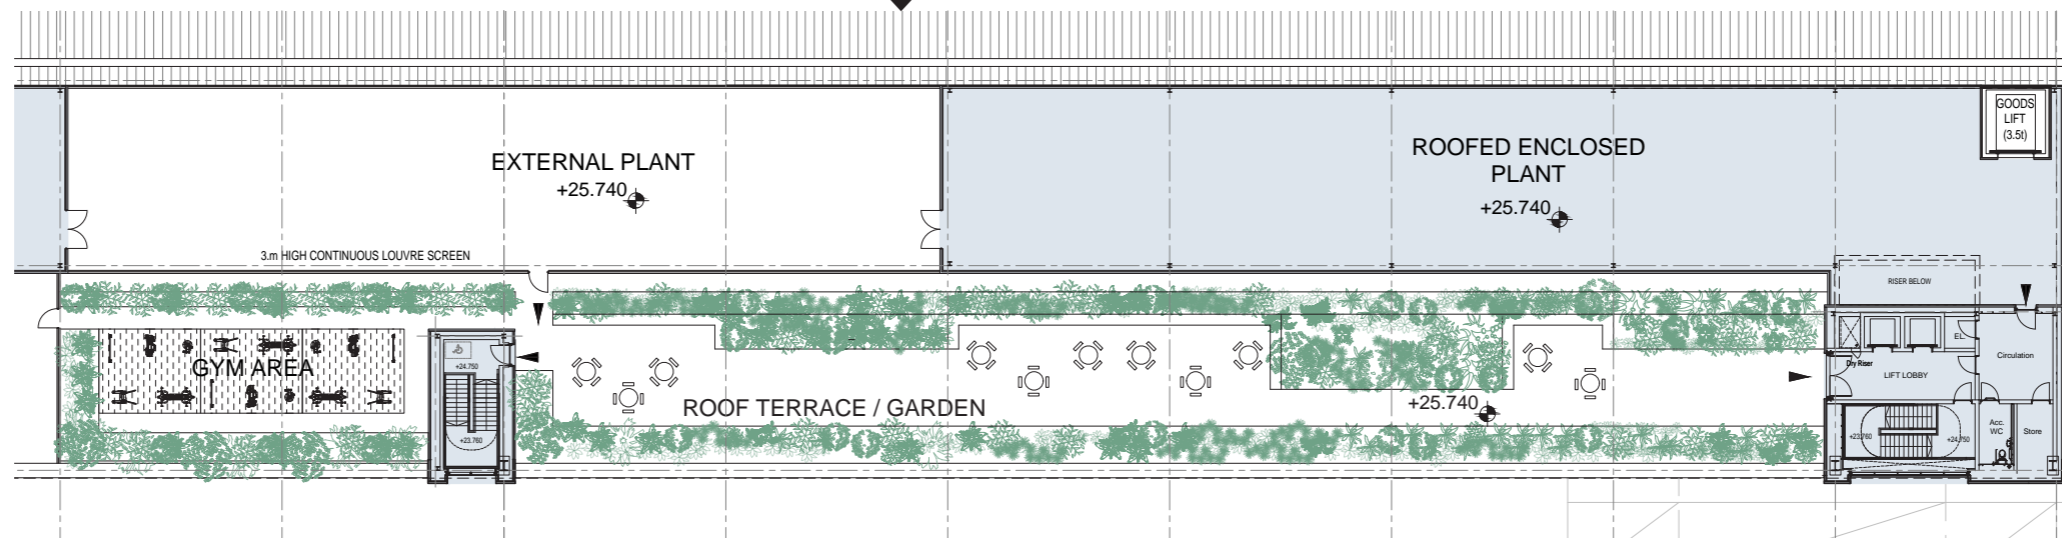 GOODS
LIFT
(3.5t)
EXTERNAL PLANT
+25.740
ROOFED ENCLOSED
PLANT
+25.740
3.m HIGH CONTINUOUS LOUVRE SCREEN
RISER BELOW
GYM AREA
+24.750
+23.760
ROOF TERRACE / GARDEN
+25.740
EL
Circulation
Dry Riser
LIFT LOBBY
+23.760
+24.750
Acc.
WC
Store